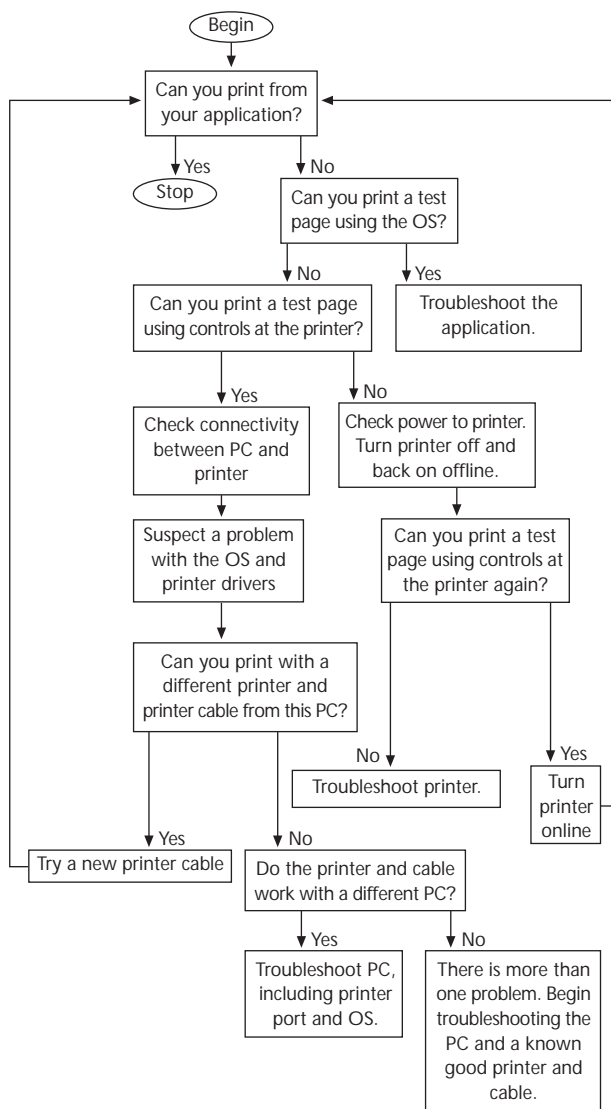 Begin
Can you print from
your application?
Yes
No
Stop
Can you print a test
page using the OS?
No
Yes
Can you print a test page
using controls at the printer?
Troubleshoot the
application.
Yes
No
Check connectivity
between PC and
printer
Check power to printer.
Turn printer off and
back on offline.
Suspect a problem
with the OS and
printer drivers
Can you print a test
page using controls at
the printer again?
Can you print with a
different printer and
printer cable from this PC?
No
Yes
Troubleshoot printer.
Turn
printer
online
Yes
No
Try a new printer cable
Do the printer and cable
work with a different PC?
Yes
No
Troubleshoot PC,
including printer
port and OS.
There is more than
one problem. Begin
troubleshooting the
PC and a known
good printer and
cable.